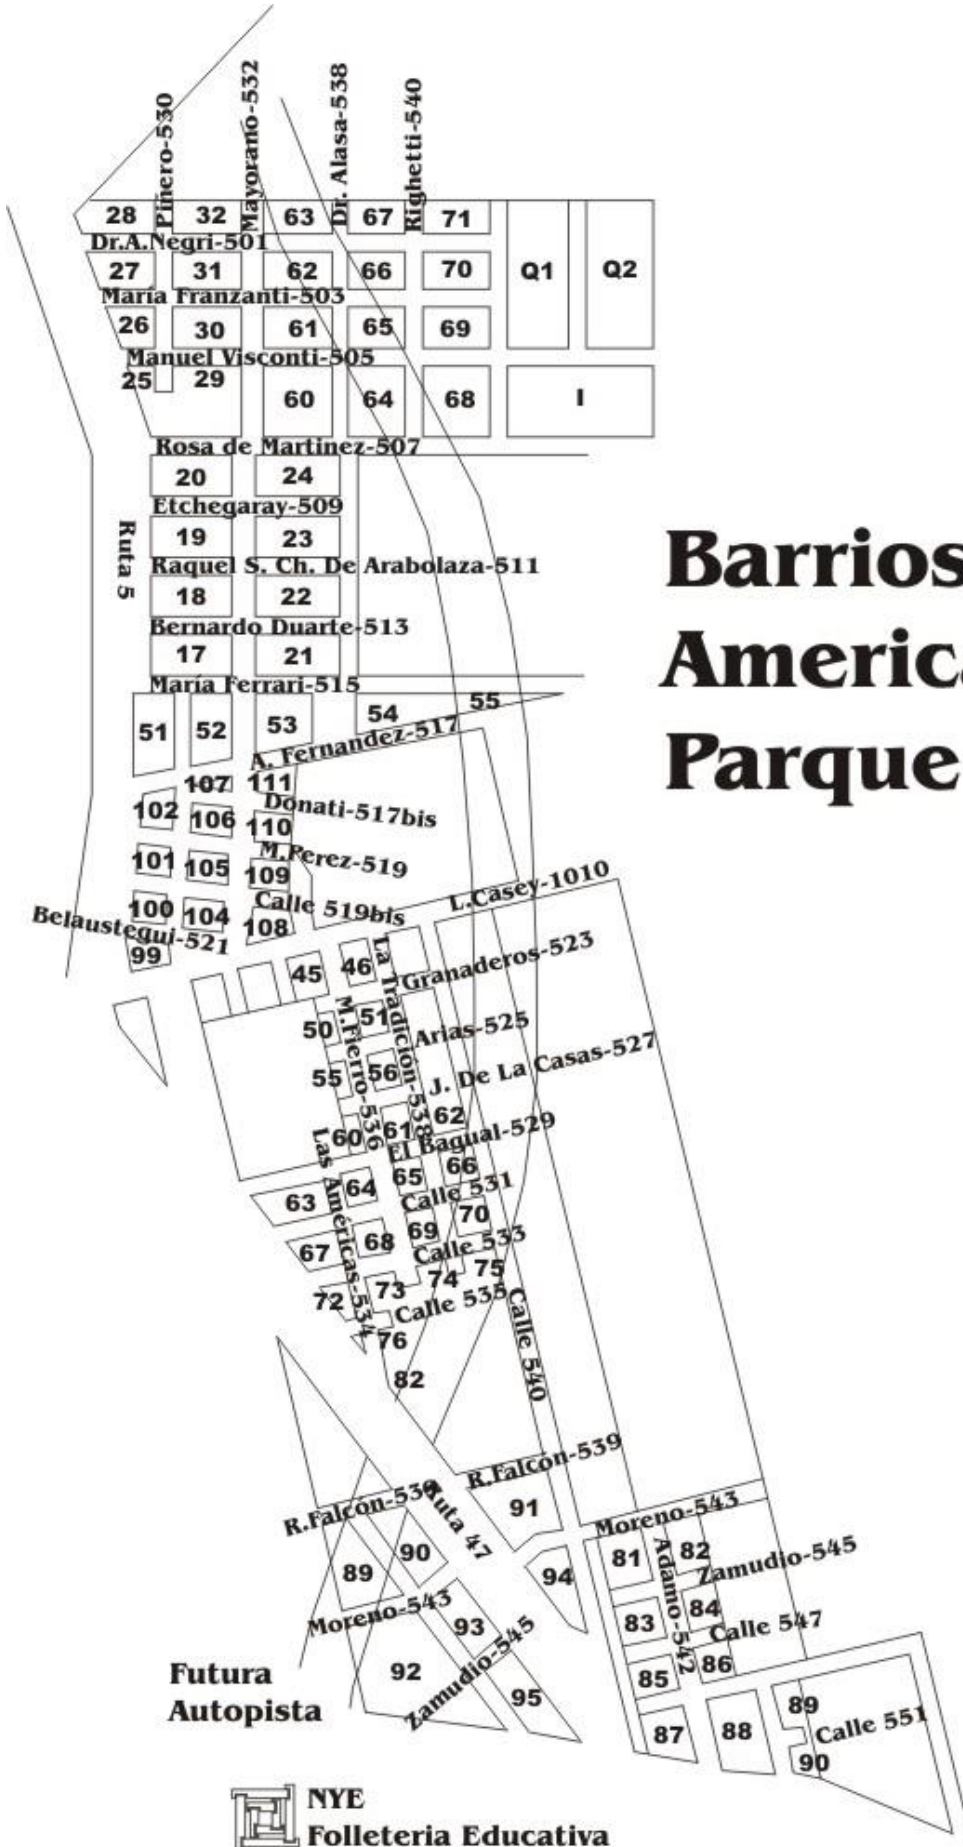 Piñero-530
Mayorano-532
Dr. Alasa-538
Righetti-540
28 32 63 67 71
Dr.A.Negri-501
27 31 62 66 70 Q1 Q2
María Franzanti-503
26 30 61 65 69
Manuel Visconti-505
25 29 60 64 68 I
Rosa de Martinez-507
20 24
Etchegaray-509
19 23
Ruta 5
Raquel S. Ch. De Arabolaza-511
18 22
Bernardo Duarte-513
17 21
María Ferrari-515
Barrios
America
Parque
51 52 53 54 55
A. Fernandez-517
107 111
Donati-517bis
102 106 110
M.Perez-519
101 105 109
Calle 519bis
100 104 108
Belaustegui-521
99
L.Casey-1010
45 46
La Tradición-538
Granaderos-523
50 51
M.Fierro-536
Arias-525
55 56
J. De La Casas-527
60 61 62
El Bagual-529
Las Américas-534
63 64 65 66
Calle 531
67 68 69 70
Calle 533
72 73 74 75
Calle 535
76
Calle 540
82
R.Falcón-539
R.Falcón-539
Ruta 47
91
Moreno-543
89 90 94 81 82
Adamo-542
Zamudio-545
Moreno-543
93 83 84
Calle 547
92 85 86
Zamudio-545
95
87 88 89
Calle 551
90
Futura
Autopista
NYE
Folleteria Educativa